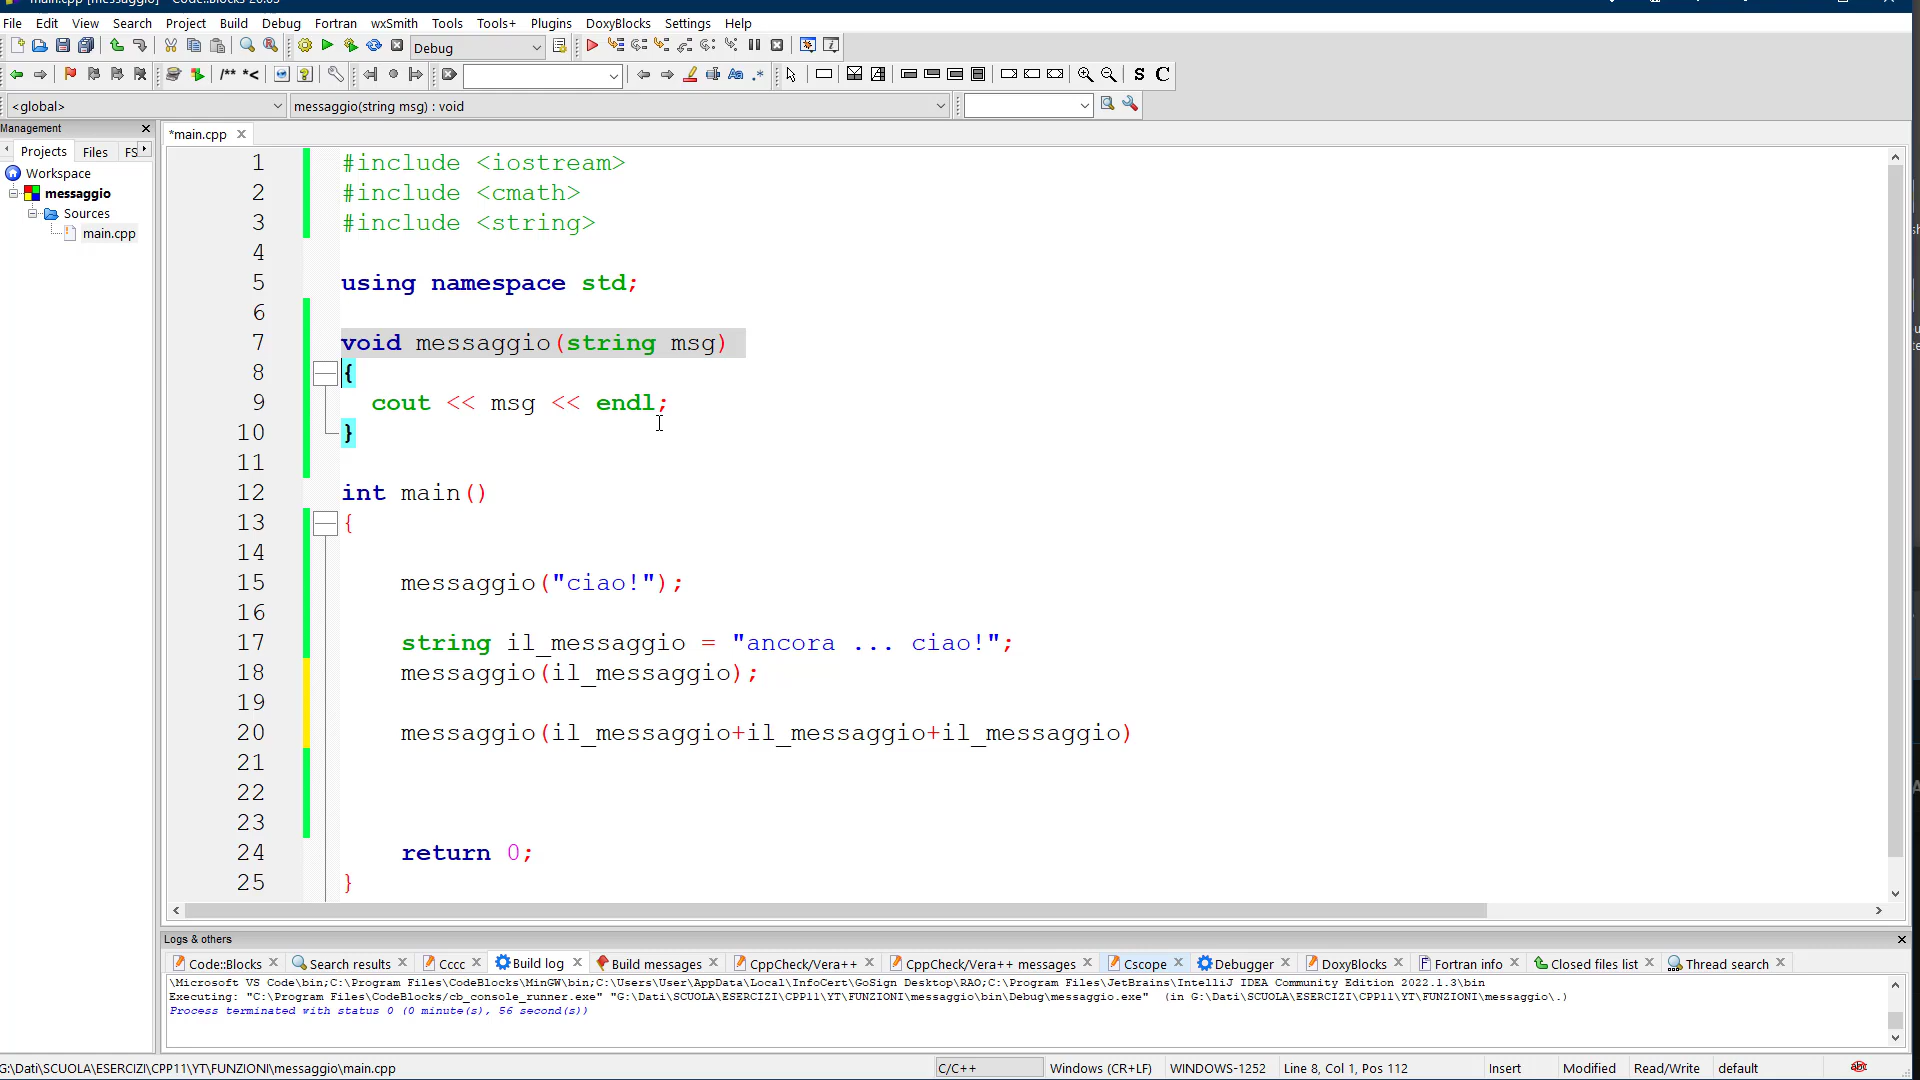 main.cpp [messaggio] - Code::Blocks 20.03
File Edit View Search Project Build Debug Fortran wxSmith Tools Tools+ Plugins DoxyBlocks Settings Help
Debug
/** *< Aa .* S C
<global> messaggio(string msg) : void
Management
*main.cpp
Projects Files FS
Workspace
messaggio
Sources
main.cpp
1 #include <iostream>
2 #include <cmath>
3 #include <string>
4
5 using namespace std;
6
7 void messaggio(string msg)
8 {
9 cout << msg << endl;
10 }
11
12 int main()
13 {
14
15 messaggio("ciao!");
16
17 string il_messaggio = "ancora ... ciao!";
18 messaggio(il_messaggio);
19
20 messaggio(il_messaggio+il_messaggio+il_messaggio)
21
22
23
24 return 0;
25 }
Logs & others
Code::Blocks Search results Cccc Build log Build messages CppCheck/Vera++ CppCheck/Vera++ messages Cscope Debugger DoxyBlocks Fortran info Closed files list Thread search
\Microsoft VS Code\bin;C:\Program Files\CodeBlocks\MinGW\bin;C:\Users\User\AppData\Local\InfoCert\GoSign Desktop\RAO;C:\Program Files\JetBrains\IntelliJ IDEA Community Edition 2022.1.3\bin
Executing: "C:\Program Files\CodeBlocks/cb_console_runner.exe" "G:\Dati\SCUOLA\ESERCIZI\CPP11\YT\FUNZIONI\messaggio\bin\Debug\messaggio.exe"  (in G:\Dati\SCUOLA\ESERCIZI\CPP11\YT\FUNZIONI\messaggio\.)
Process terminated with status 0 (0 minute(s), 56 second(s))
G:\Dati\SCUOLA\ESERCIZI\CPP11\YT\FUNZIONI\messaggio\main.cpp C/C++ Windows (CR+LF) WINDOWS-1252 Line 8, Col 1, Pos 112 Insert Modified Read/Write default abc